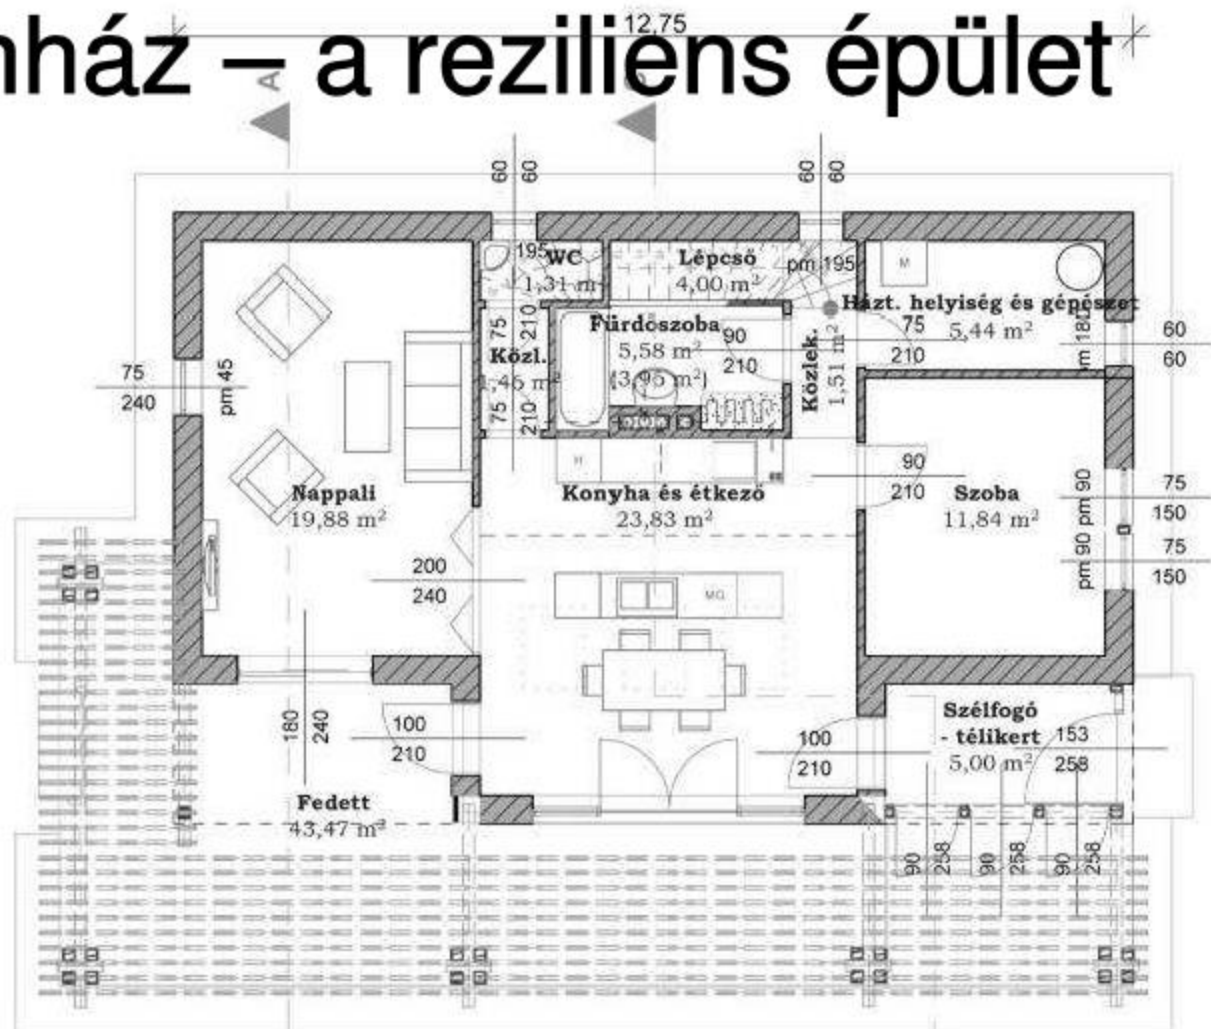 12,75
nház – a reziliens épület
A
60
60
60
60
195
WC
1,31 m²
Lépcső
4,00 m²
pm 195
M
Házt. helyiség és gépészet
5,44 m²
75
210
pm 180
60
60
75
240
pm 45
75
210
Közl.
1,46 m²
75
210
Fürdőszoba
5,58 m²
(3,95 m²)
90
210
Közlek.
1,51 m²
H
Nappali
19,88 m²
Konyha és étkező
23,83 m²
90
210
Szoba
11,84 m²
pm 90
pm 90
75
150
75
150
200
240
MG
180
240
100
210
100
210
Szélfogó
- télikert
5,00 m²
153
258
Fedett
43,47 m²
90
258
90
258
90
258